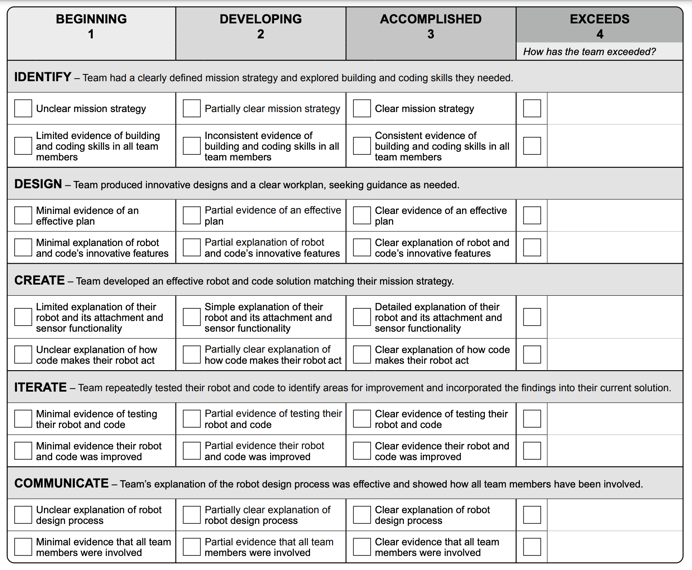 BEGINNING
1
DEVELOPING
2
ACCOMPLISHED
3
EXCEEDS
4
How has the team exceeded?
IDENTIFY – Team had a clearly defined mission strategy and explored building and coding skills they needed.
Unclear mission strategy
Partially clear mission strategy
Clear mission strategy
Limited evidence of building
and coding skills in all team
members
Inconsistent evidence of
building and coding skills in all
team members
Consistent evidence of
building and coding skills in all
team members
DESIGN – Team produced innovative designs and a clear workplan, seeking guidance as needed.
Minimal evidence of an
effective plan
Partial evidence of an effective
plan
Clear evidence of an effective
plan
Minimal explanation of robot
and code's innovative features
Partial explanation of robot
and code's innovative features
Clear explanation of robot and
code's innovative features
CREATE – Team developed an effective robot and code solution matching their mission strategy.
Limited explanation of their
robot and its attachment and
sensor functionality
Simple explanation of their
robot and its attachment and
sensor functionality
Detailed explanation of their
robot and its attachment and
sensor functionality
Unclear explanation of how
code makes their robot act
Partially clear explanation of
how code makes their robot act
Clear explanation of how code
makes their robot act
ITERATE – Team repeatedly tested their robot and code to identify areas for improvement and incorporated the findings into their current solution.
Minimal evidence of testing
their robot and code
Partial evidence of testing their
robot and code
Clear evidence of testing their
robot and code
Minimal evidence their robot
and code was improved
Partial evidence their robot
and code was improved
Clear evidence their robot and
code was improved
COMMUNICATE – Team's explanation of the robot design process was effective and showed how all team members have been involved.
Unclear explanation of robot
design process
Partially clear explanation of
robot design process
Clear explanation of robot
design process
Minimal evidence that all team
members were involved
Partial evidence that all team
members were involved
Clear evidence that all team
members were involved